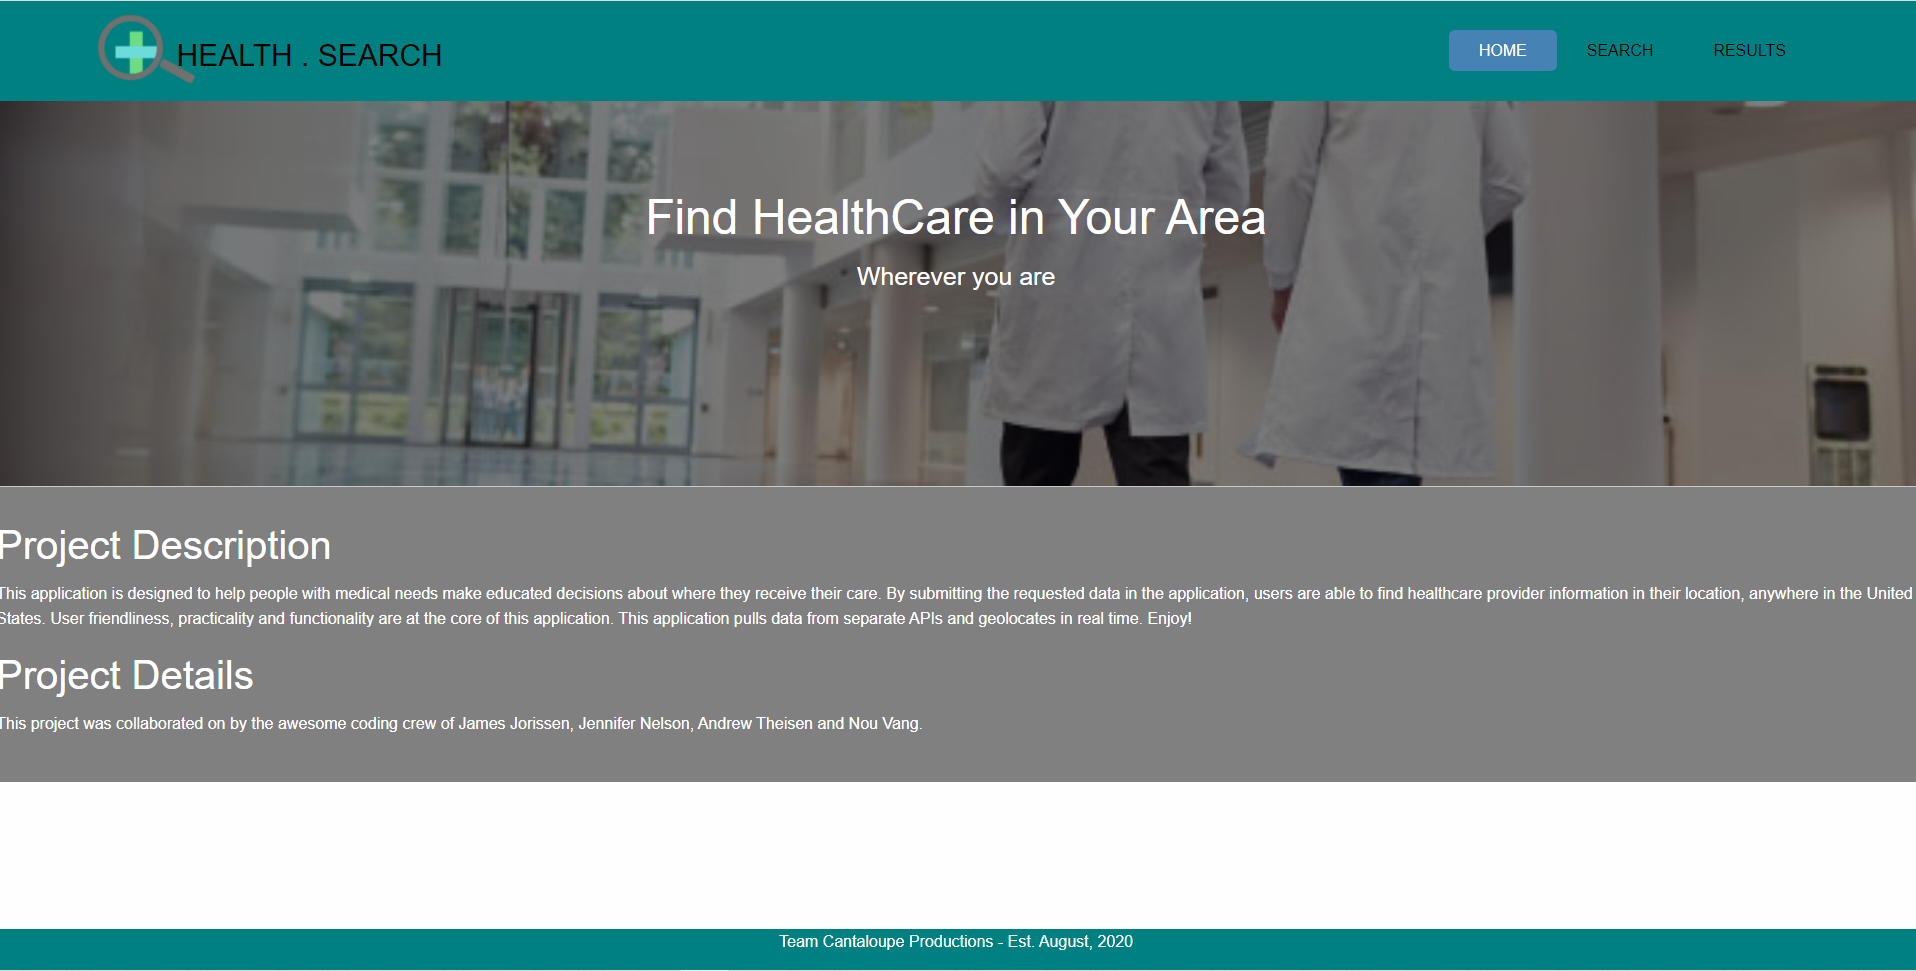 HEALTH . SEARCH
HOME
SEARCH
RESULTS
Find HealthCare in Your Area
Wherever you are
Project Description
This application is designed to help people with medical needs make educated decisions about where they receive their care. By submitting the requested data in the application, users are able to find healthcare provider information in their location, anywhere in the United
States. User friendliness, practicality and functionality are at the core of this application. This application pulls data from separate APIs and geolocates in real time. Enjoy!
Project Details
This project was collaborated on by the awesome coding crew of James Jorissen, Jennifer Nelson, Andrew Theisen and Nou Vang.
Team Cantaloupe Productions - Est. August, 2020